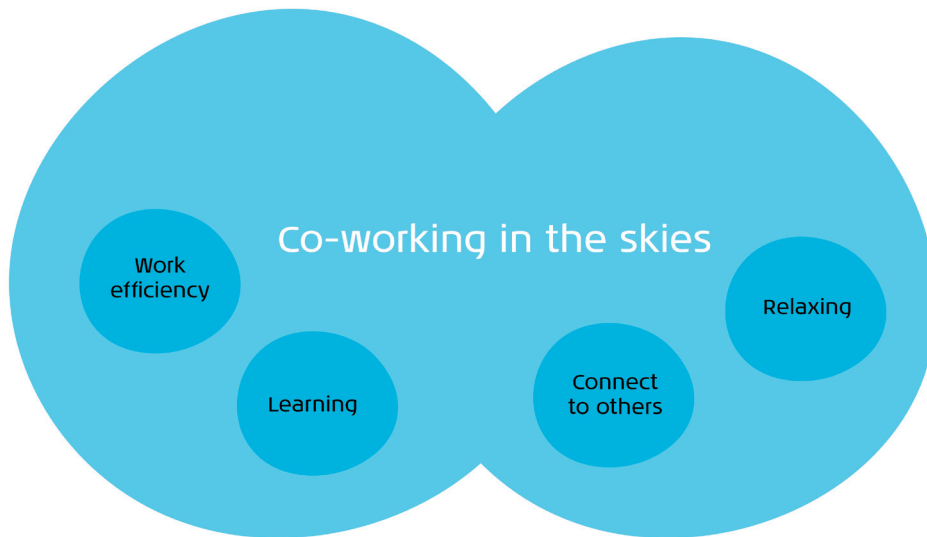 Co-working in the skies
Work
efficiency
Learning
Connect
to others
Relaxing